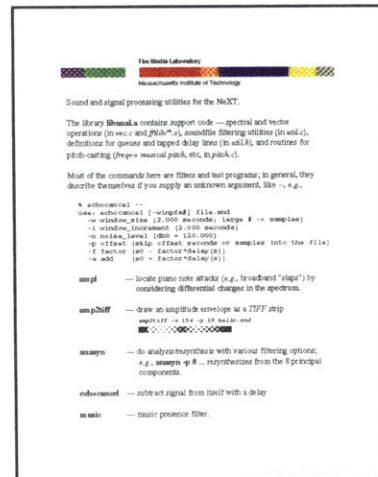 The Media Laboratory
Massachusetts Institute of Technology
Sound and signal processing utilities for the NeXT.
The library libsanal.a contains support code — spectral and vector
operations (in vec.c and fftlib/*.o), soundfile filtering utilities (in util.c),
definitions for queues and tapped delay lines (in util.h), and routines for
pitch-casting (freq-> musical pitch, etc, in pitch.c).
Most of the commands here are filters and test programs; in general, they
describe themselves if you supply an unknown argument, like --, e.g.,
% echocancel --
use: echocancel [-winpfa#] file.snd
-w window_size (2.000 seconds; large # -> samples)
-i window_increment (2.000 seconds)
-n noise_level (db0 = 120.000)
-p offset (skip offset seconds or samples into the file)
-f factor (s0 - factor*delay(s))
-a add (s0 + factor*delay(s))
ampl — locate piano note attacks (e.g., broadband "slaps") by
considering differential changes in the spectrum.
amp2tiff — draw an amplitude envelope as a TIFF strip
amp2tiff -x 154 -y 10 hello.snd
anasyn — do analysis/resynthesis with various filtering options;
e.g., anasyn -p 8 ... resynthesizes from the 8 principal
components.
echocancel — subtract signal from itself with a delay
music — music presence filter.